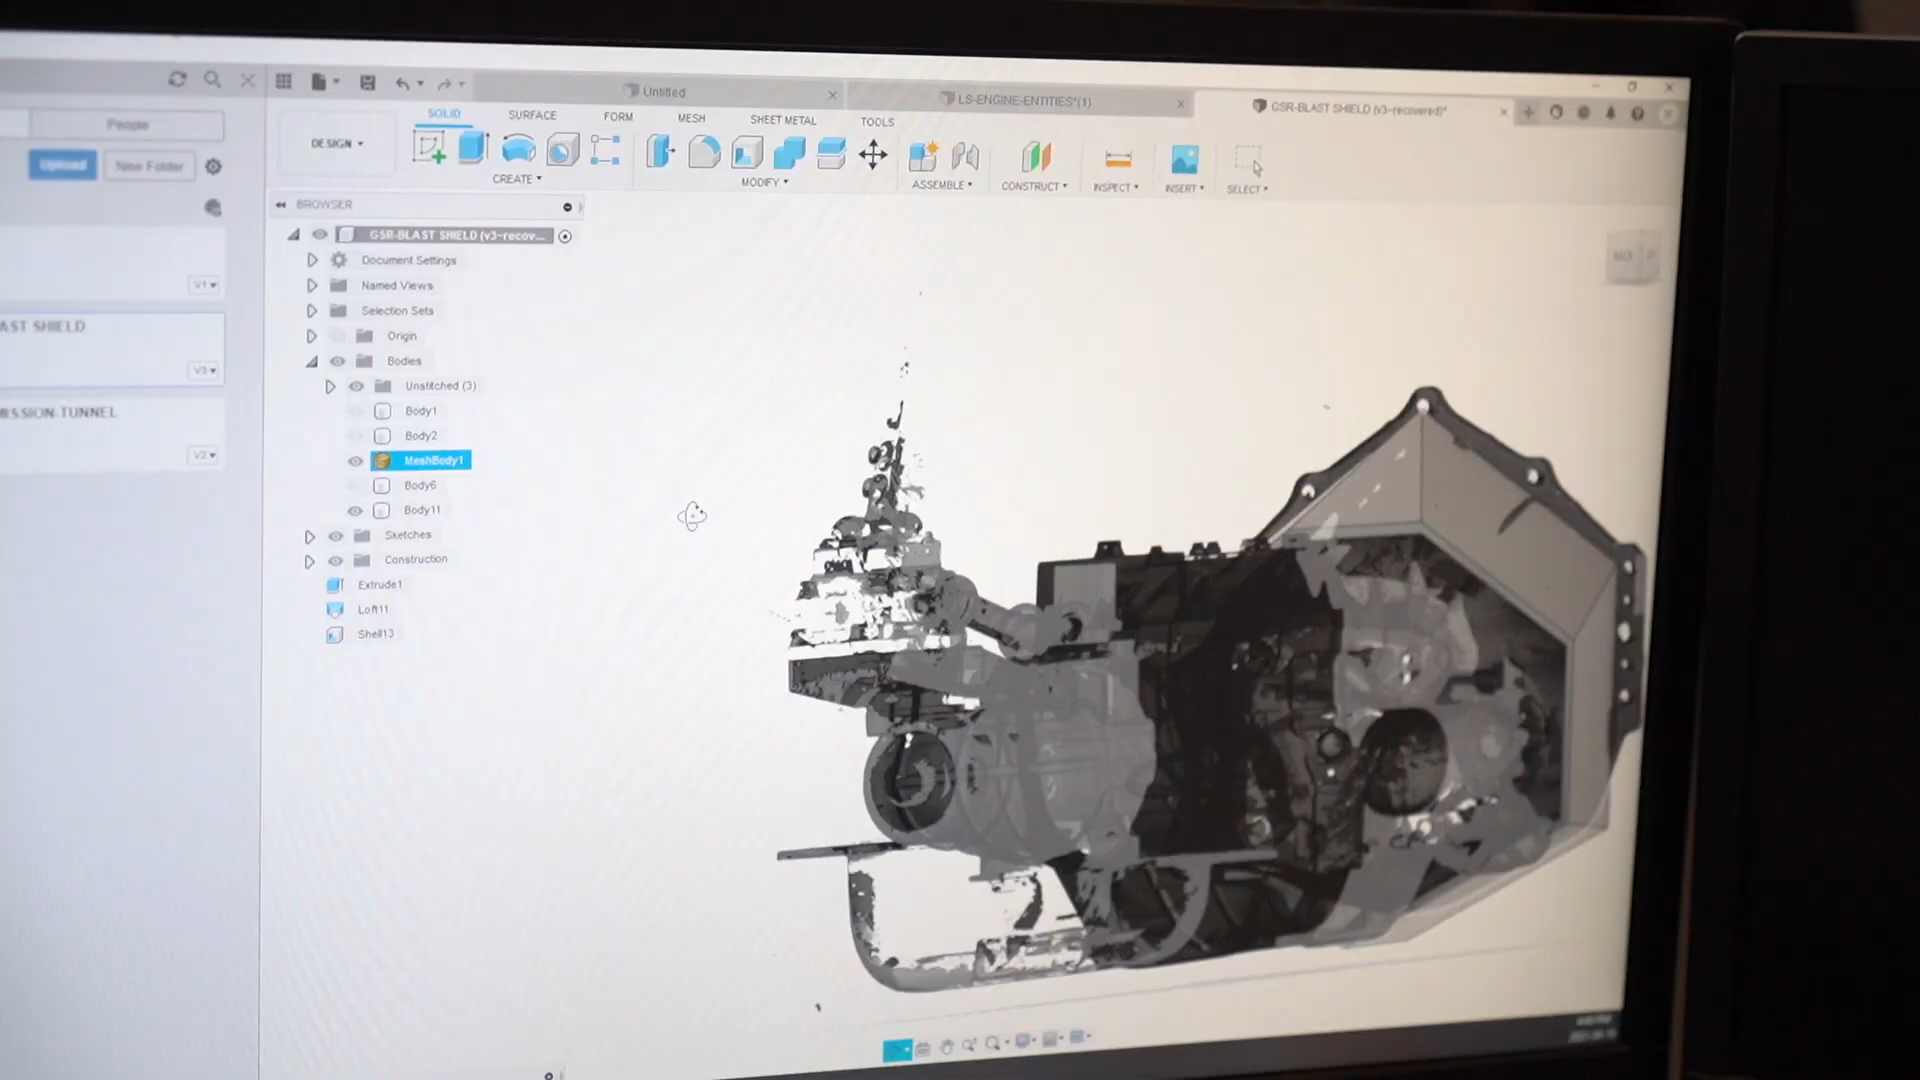 Untitled
LS-ENGINE-ENTITIES*(1)
GSR-BLAST SHIELD (v3-recovered)*
People
Upload
New Folder
DESIGN
SOLID
SURFACE
FORM
MESH
SHEET METAL
TOOLS
CREATE
MODIFY
ASSEMBLE
CONSTRUCT
INSPECT
INSERT
SELECT
BROWSER
GSR-BLAST SHIELD (v3-recov...
Document Settings
Named Views
Selection Sets
Origin
Bodies
Unstitched (3)
Body1
Body2
MeshBody1
Body6
Body11
Sketches
Construction
Extrude1
Loft11
Shell13
V1
AST SHIELD
V3
SSION-TUNNEL
V2